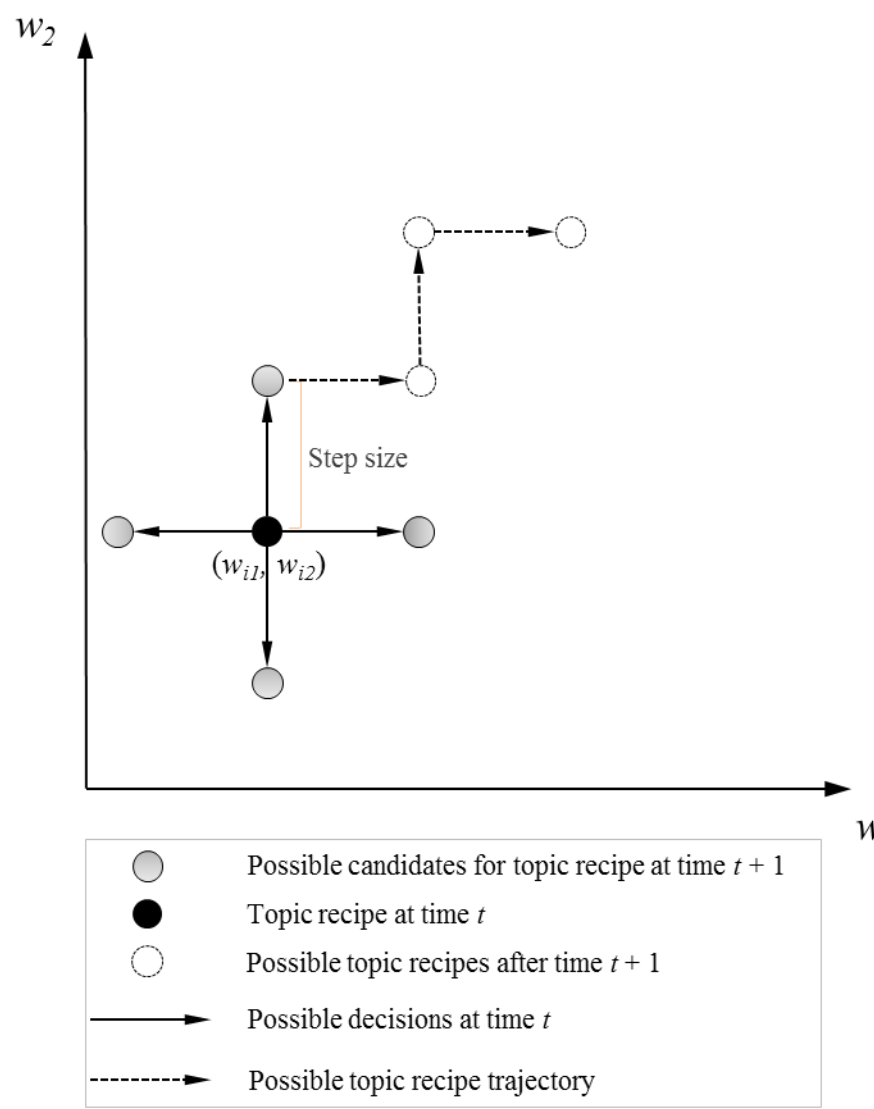 w2
Step size
(wi1, wi2)
w
Possible candidates for topic recipe at time t + 1
Topic recipe at time t
Possible topic recipes after time t + 1
Possible decisions at time t
Possible topic recipe trajectory